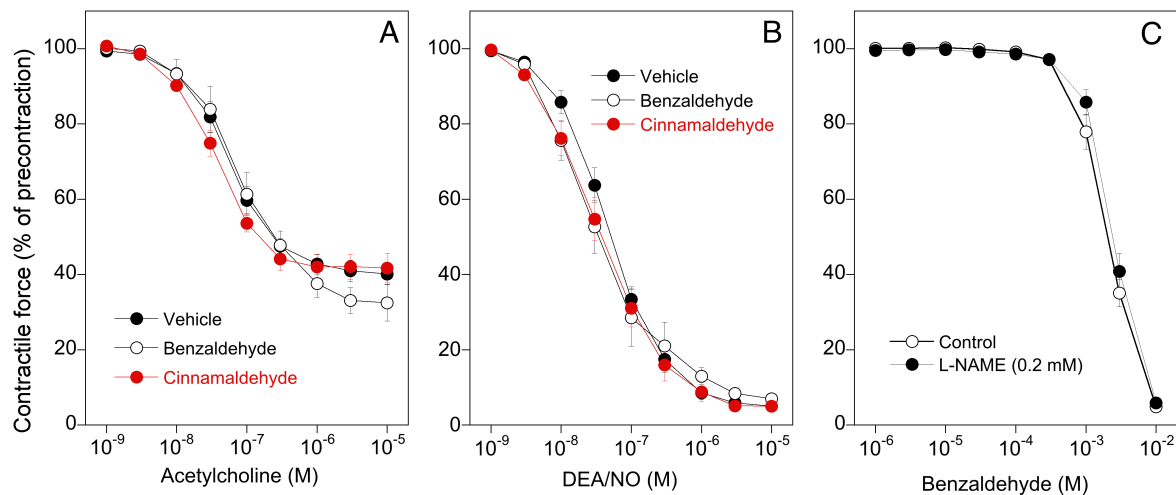 A
B
C
Contractile force (% of precontraction)
100
80
60
40
20
0
Vehicle
Benzaldehyde
Cinnamaldehyde
10-9
10-8
10-7
10-6
10-5
Acetylcholine (M)
100
80
60
40
20
0
Vehicle
Benzaldehyde
Cinnamaldehyde
10-9
10-8
10-7
10-6
10-5
DEA/NO (M)
100
80
60
40
20
0
Control
L-NAME (0.2 mM)
10-6
10-5
10-4
10-3
10-2
Benzaldehyde (M)